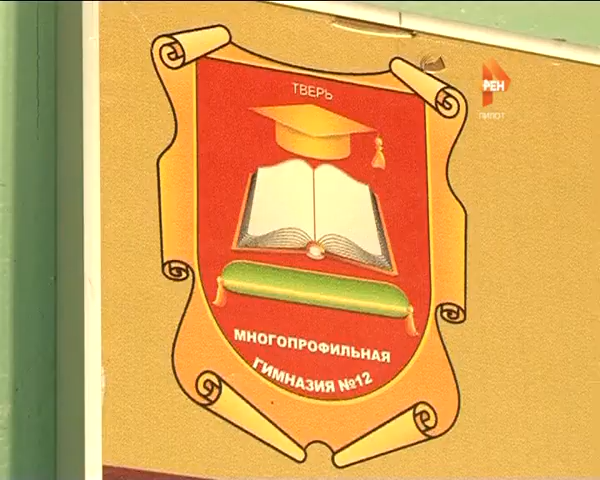 ТВЕРЬ
РЕН
ПИЛОТ
МНОГОПРОФИЛЬНАЯ
ГИМНАЗИЯ №12